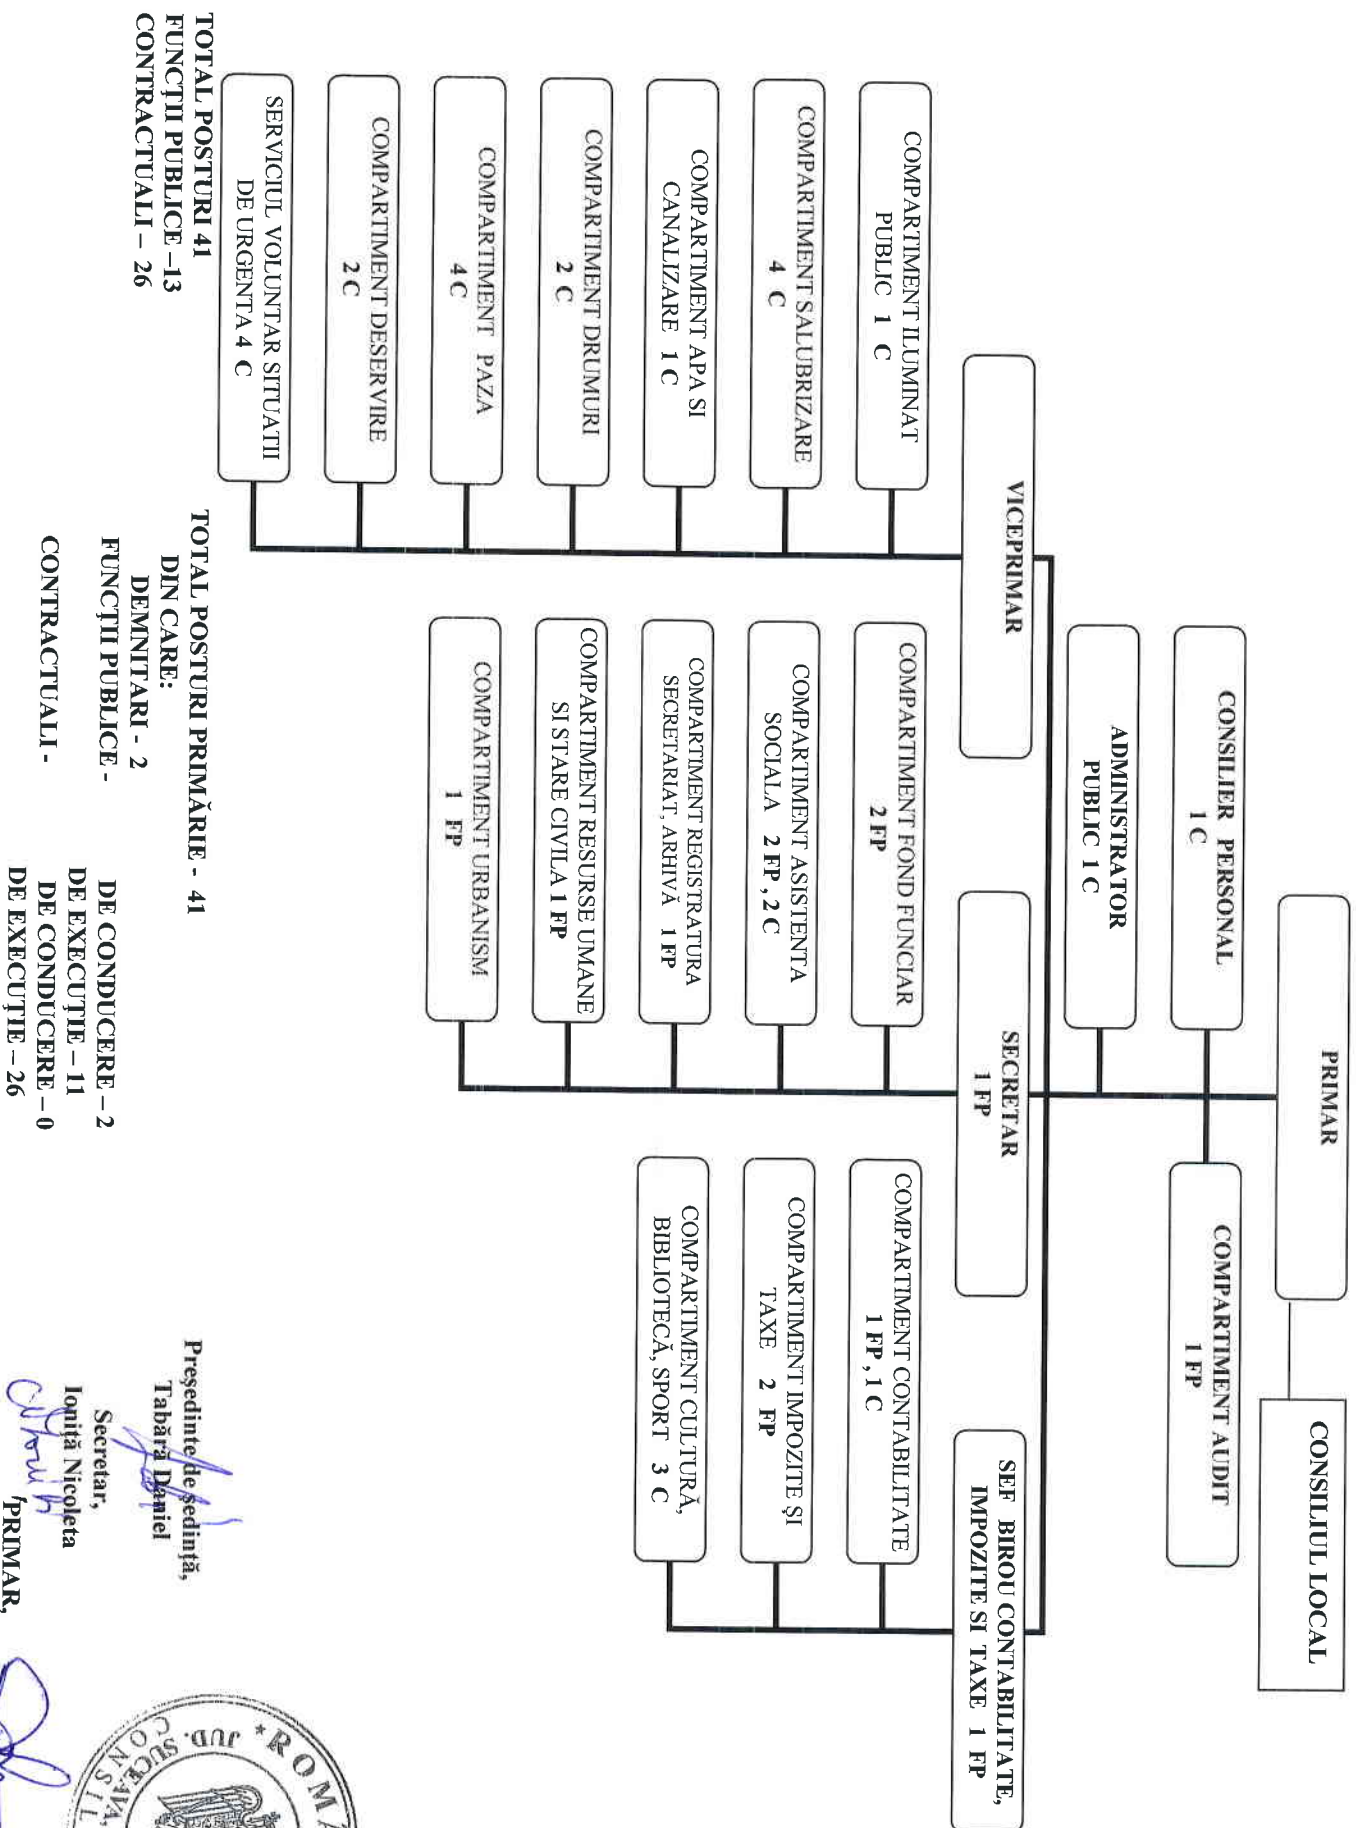 PRIMAR
CONSILIUL LOCAL
CONSILIER PERSONAL
1 C
COMPARTIMENT AUDIT
1 FP
ADMINISTRATOR
PUBLIC 1 C
VICEPRIMAR
SECRETAR
1 FP
SEF BIROU CONTABILITATE,
IMPOZITE SI TAXE 1 FP
COMPARTIMENT ILUMINAT
PUBLIC 1 C
COMPARTIMENT SALUBRIZARE
4 C
COMPARTIMENT APA SI
CANALIZARE 1 C
COMPARTIMENT DRUMURI
2 C
COMPARTIMENT PAZA
4 C
COMPARTIMENT DESERVIRE
2 C
SERVICIUL VOLUNTAR SITUATII
DE URGENTA 4 C
COMPARTIMENT FOND FUNCIAR
2 FP
COMPARTIMENT ASISTENTA
SOCIALA 2 FP , 2 C
COMPARTIMENT REGISTRATURA
SECRETARIAT, ARHIVĂ 1 FP
COMPARTIMENT RESURSE UMANE
SI STARE CIVILA 1 FP
COMPARTIMENT URBANISM
1 FP
COMPARTIMENT CONTABILITATE
1 FP , 1 C
COMPARTIMENT IMPOZITE ȘI
TAXE 2 FP
COMPARTIMENT CULTURĂ,
BIBLIOTECĂ, SPORT 3 C
TOTAL POSTURI 41
FUNCȚII PUBLICE –13
CONTRACTUALI – 26
TOTAL POSTURI PRIMĂRIE - 41
DIN CARE:
DEMNITARI - 2
FUNCȚII PUBLICE - DE CONDUCERE – 2
DE EXECUȚIE – 11
CONTRACTUALI - DE CONDUCERE – 0
DE EXECUȚIE – 26
Președinte de ședință,
Tabără Daniel
Secretar,
Ioniță Nicoleta
PRIMAR,
* ROMÂ
JUD. SUCEAVA,
CONSIL